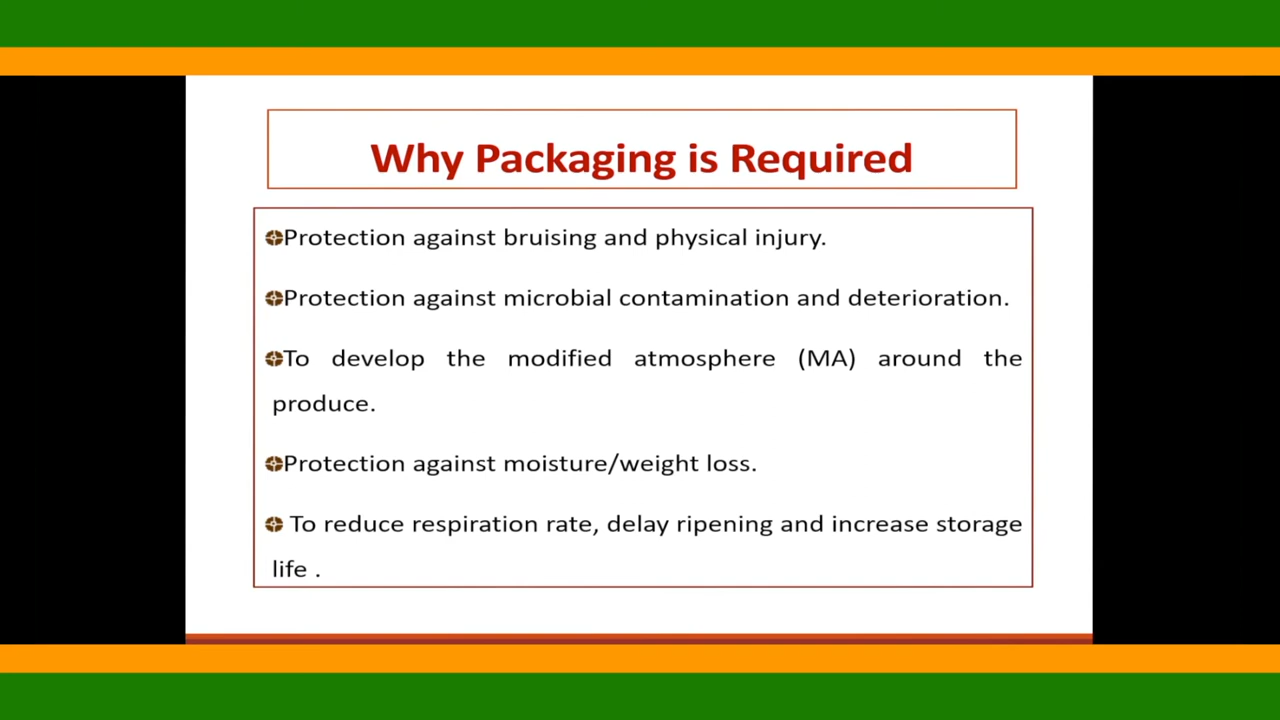 Why Packaging is Required
Protection against bruising and physical injury.
Protection against microbial contamination and deterioration.
To develop the modified atmosphere (MA) around the
produce.
Protection against moisture/weight loss.
To reduce respiration rate, delay ripening and increase storage
life .